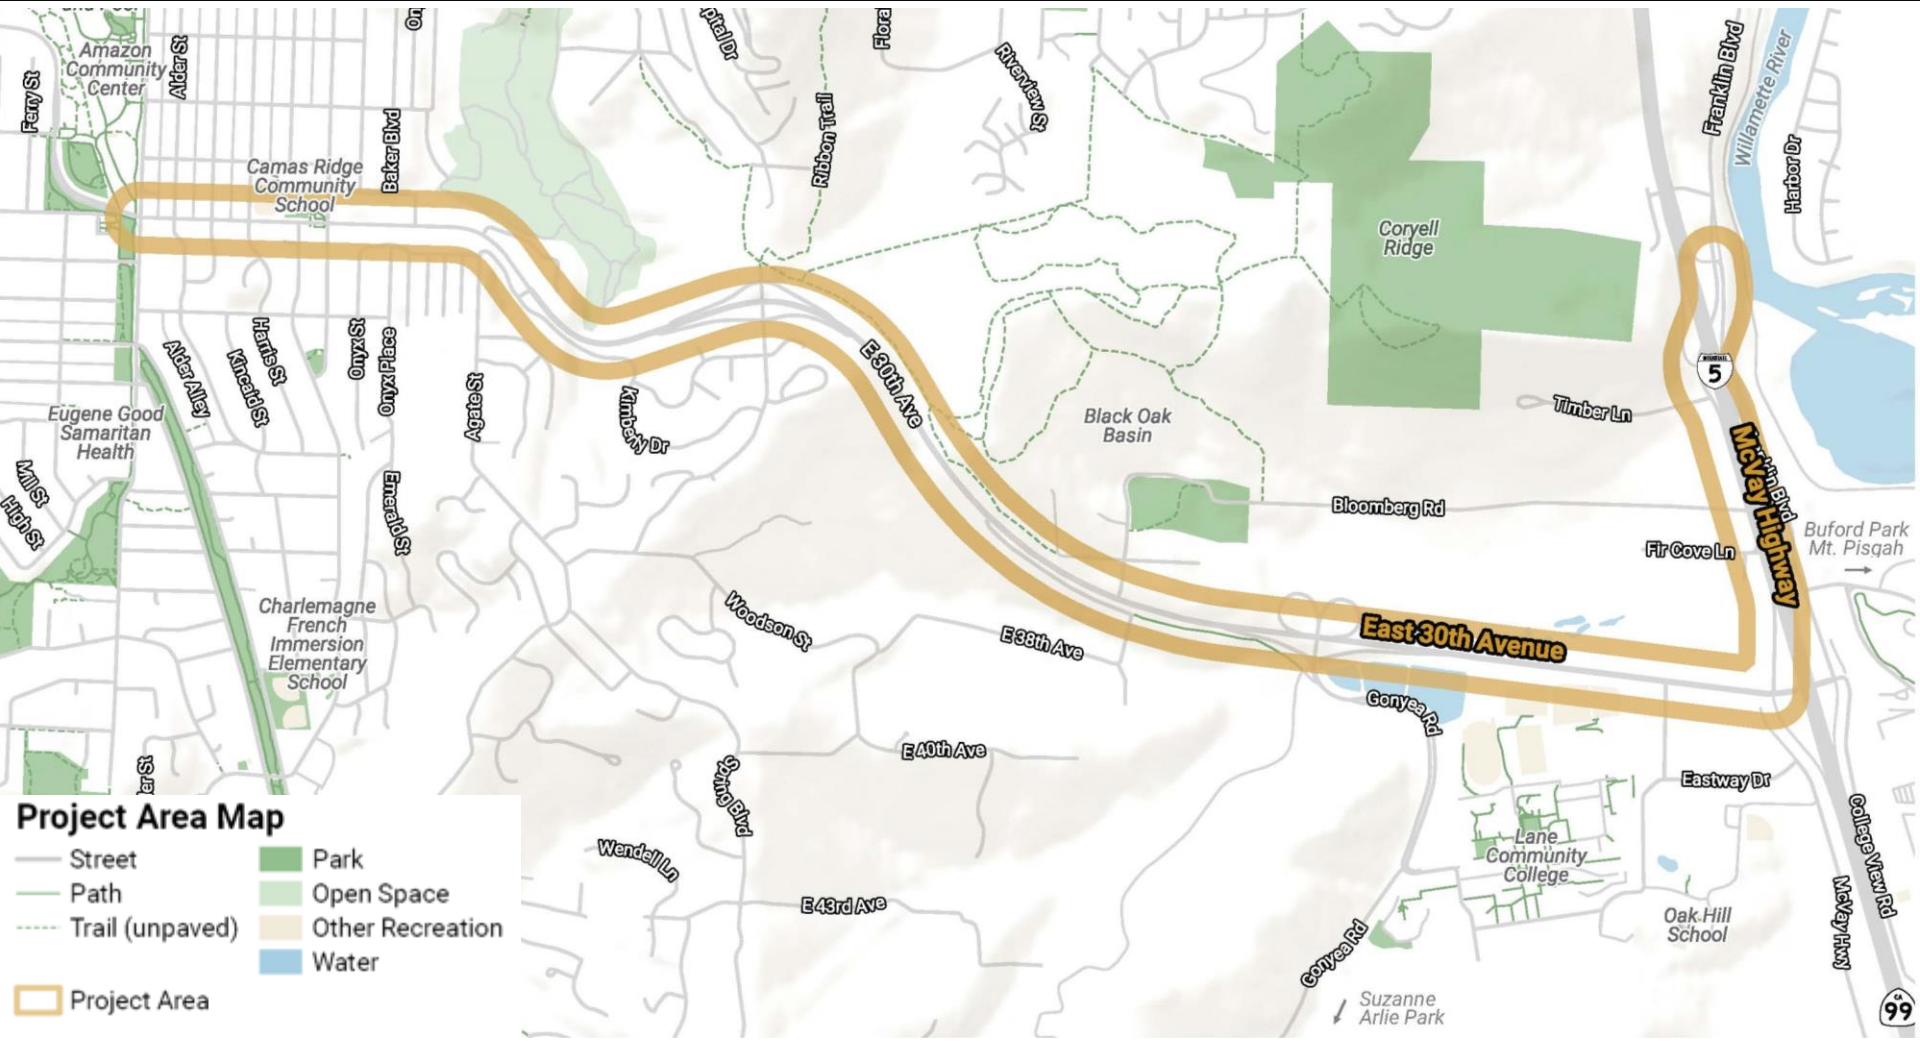 Amazon
Community
Center
Ferry St
Alder St
Baker Blvd
Camas Ridge
Community
School
Ribbon Trail
Riverview St
Franklin Blvd
Willamette River
Harbor Dr
Coryell
Ridge
Harris St
Kincaid St
Alder Alley
Onyx St
Onyx Place
Agate St
Kimberly Dr
E 30th Ave
Black Oak
Basin
Timber Ln
INTERSTATE
5
McVay Highway
Eugene Good
Samaritan
Health
Mill St
High St
Emerald St
Bloomberg Rd
Fir Cove Ln
Buford Park
Mt. Pisgah
Charlemagne
French
Immersion
Elementary
School
Woodson St
E 38th Ave
East 30th Avenue
Gonyea Rd
E 40th Ave
Spring Blvd
Eastway Dr
Lane
Community
College
Wendell Ln
E 43rd Ave
Oak Hill
School
College View Rd
McVay Hwy
Gonyea Rd
Suzanne
Arlie Park
CA
99
Project Area Map
Street
Path
Trail (unpaved)
Park
Open Space
Other Recreation
Water
Project Area